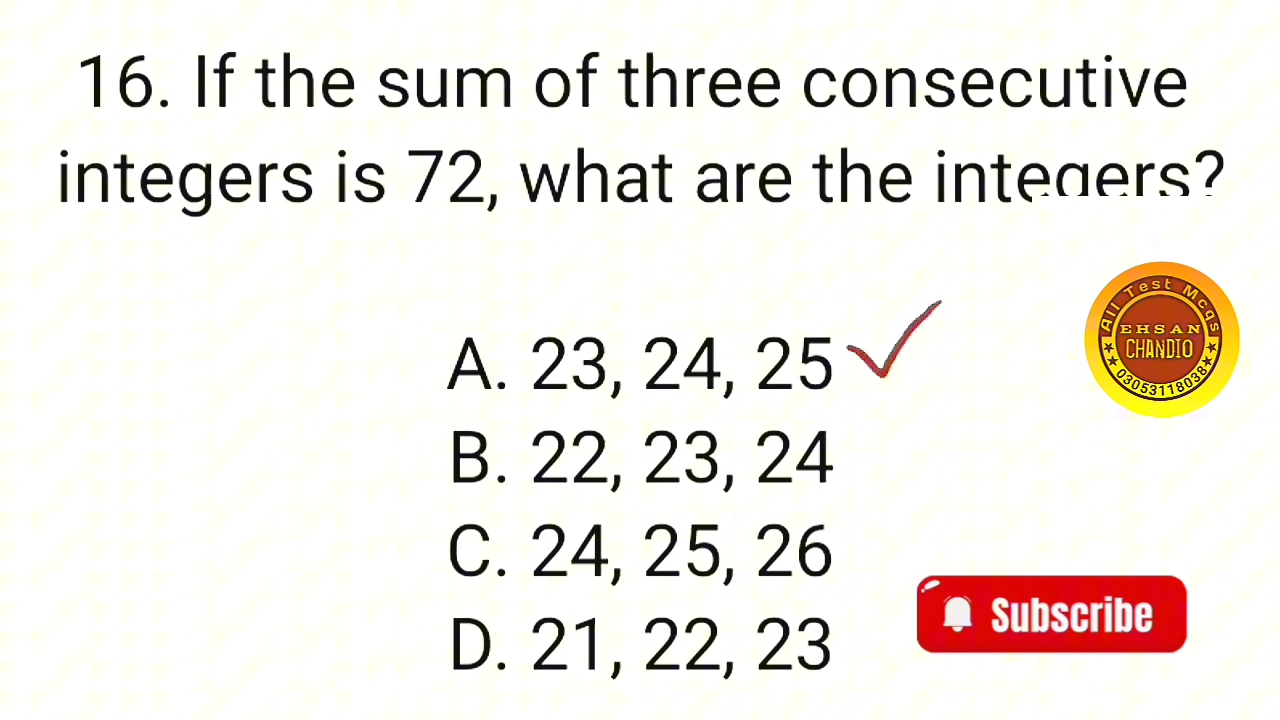 16. If the sum of three consecutive
integers is 72, what are the integers?
A. 23, 24, 25
B. 22, 23, 24
C. 24, 25, 26
D. 21, 22, 23
All Test Mcqs
EHSAN
CHANDIO
03053118038
Subscribe